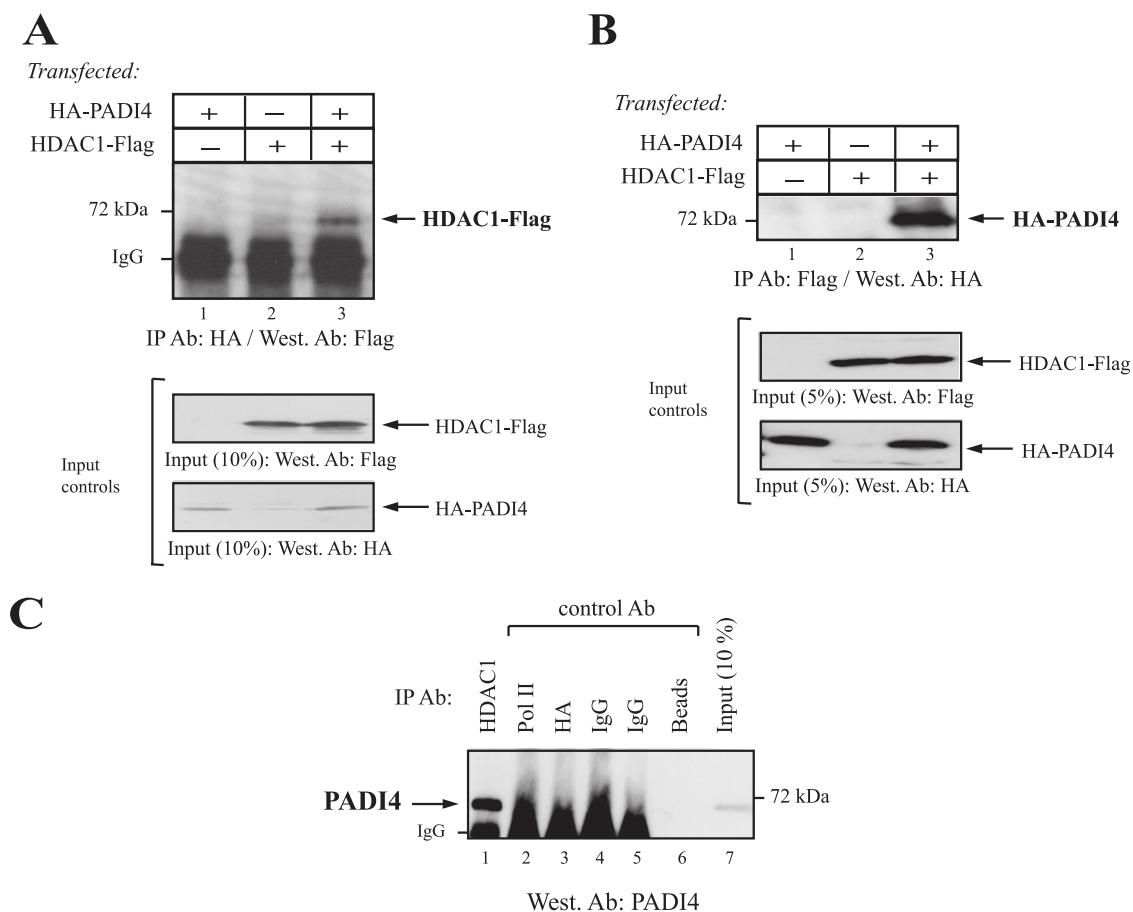 A
Transfected:
HA-PADI4 + – +
HDAC1-Flag – + +
72 kDa
HDAC1-Flag
IgG
1 2 3
IP Ab: HA / West. Ab: Flag
Input controls
HDAC1-Flag
Input (10%): West. Ab: Flag
HA-PADI4
Input (10%): West. Ab: HA
B
Transfected:
HA-PADI4 + – +
HDAC1-Flag – + +
72 kDa
HA-PADI4
1 2 3
IP Ab: Flag / West. Ab: HA
Input controls
HDAC1-Flag
Input (5%): West. Ab: Flag
HA-PADI4
Input (5%): West. Ab: HA
C
control Ab
IP Ab:
HDAC1
Pol II
HA
IgG
IgG
Beads
Input (10 %)
PADI4
72 kDa
IgG
1 2 3 4 5 6 7
West. Ab: PADI4